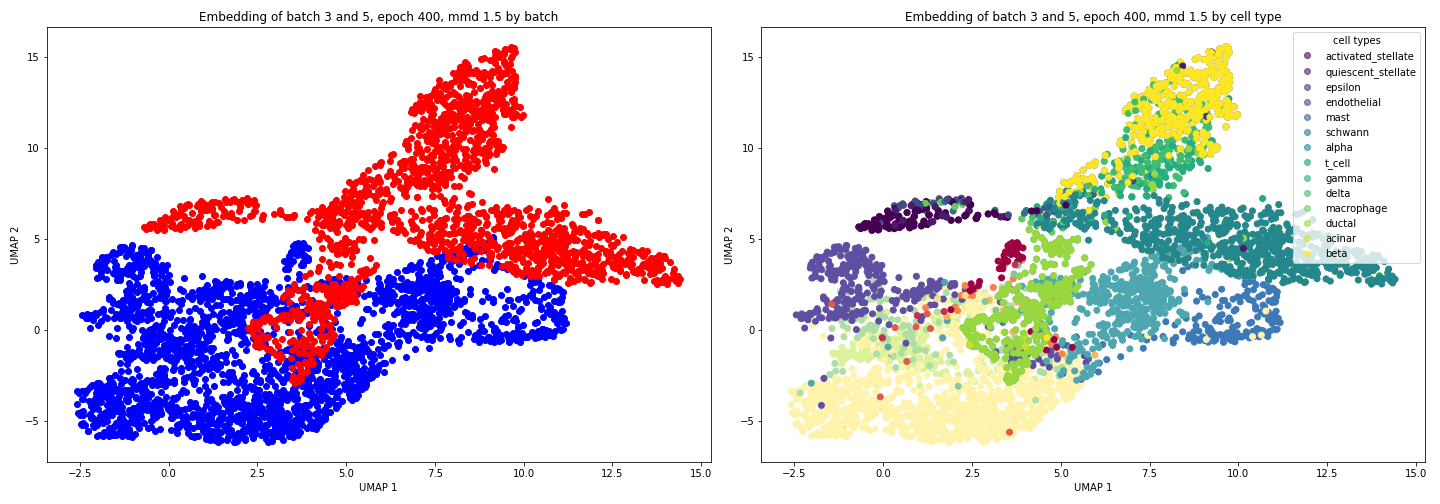 Embedding of batch 3 and 5, epoch 400, mmd 1.5 by batch
15
10
5
0
−5
UMAP 2
−2.5 0.0 2.5 5.0 7.5 10.0 12.5 15.0
UMAP 1
Embedding of batch 3 and 5, epoch 400, mmd 1.5 by cell type
15
10
5
0
−5
UMAP 2
−2.5 0.0 2.5 5.0 7.5 10.0 12.5 15.0
UMAP 1
cell types
activated_stellate
quiescent_stellate
epsilon
endothelial
mast
schwann
alpha
t_cell
gamma
delta
macrophage
ductal
acinar
beta